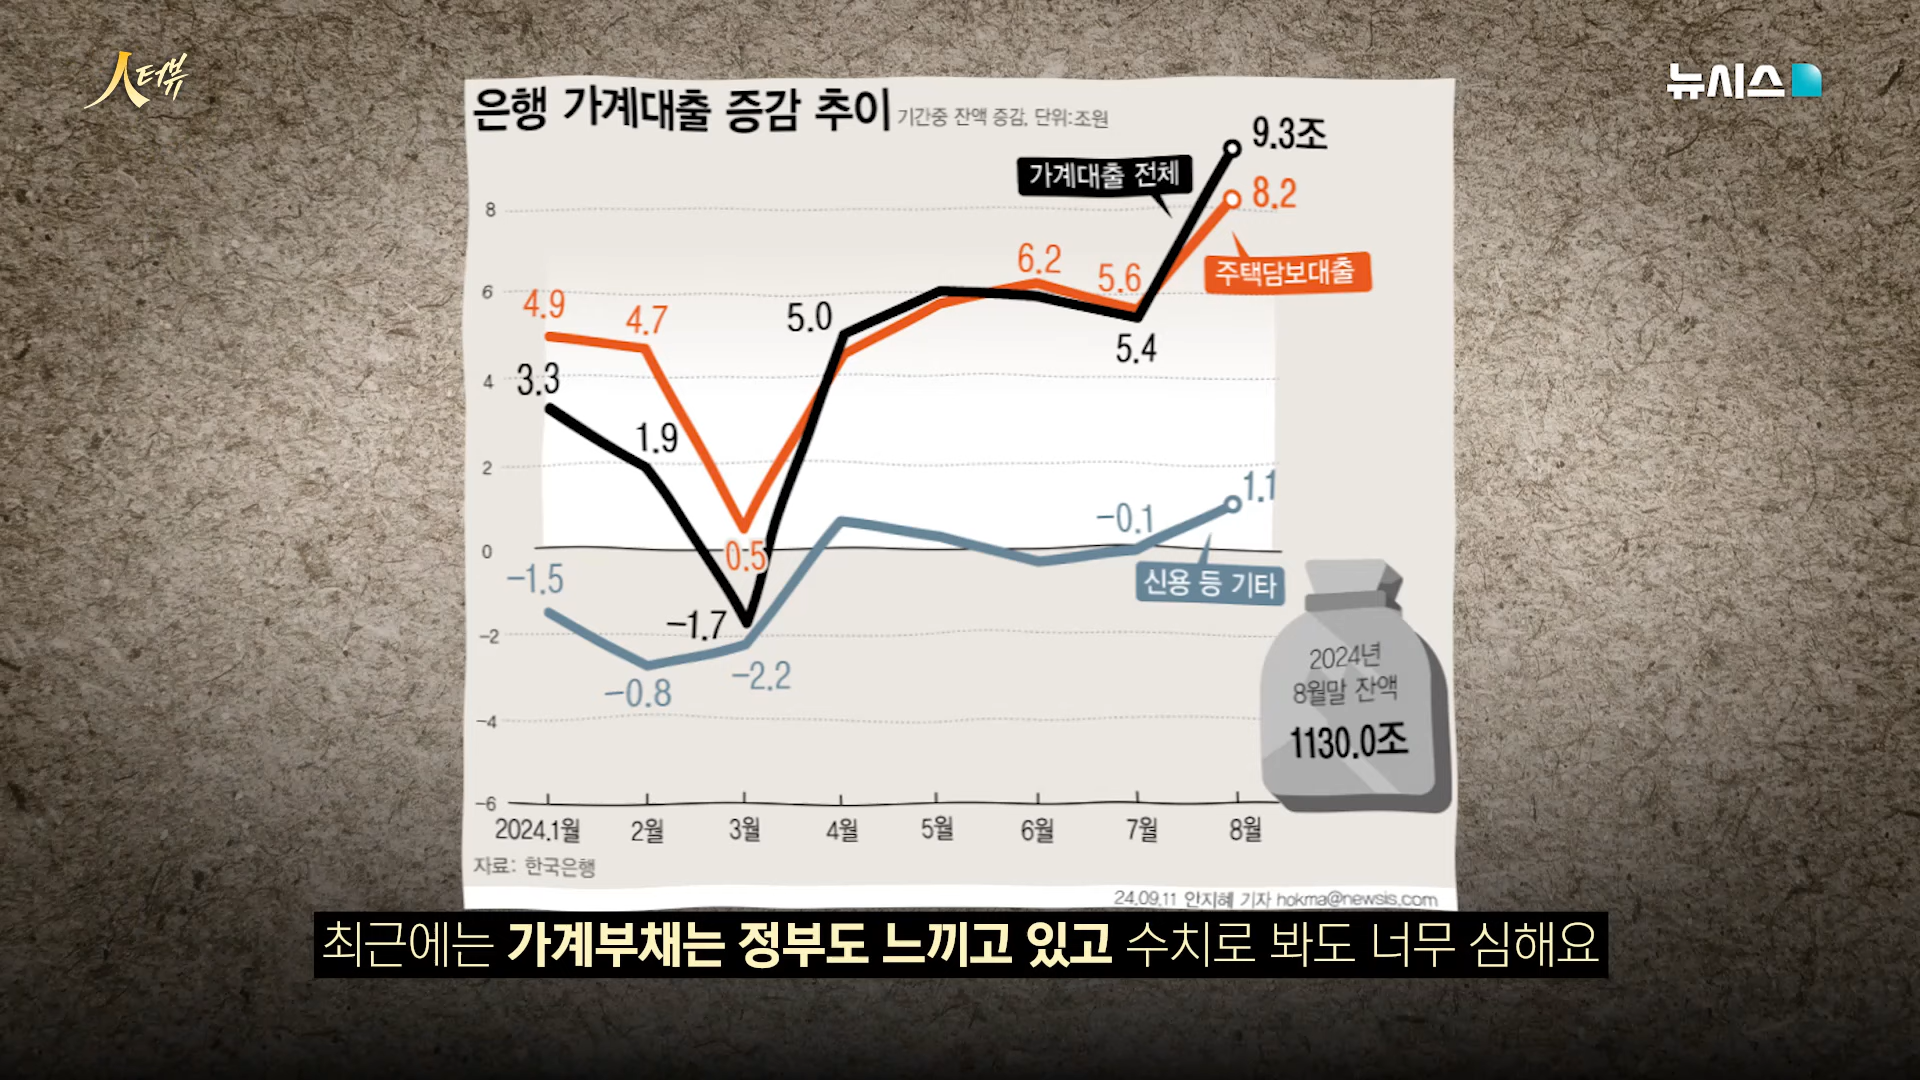 人터뷰
뉴시스
은행 가계대출 증감 추이 기간중 잔액 증감, 단위:조원
9.3조
가계대출 전체
8.2
8
주택담보대출
6.2
5.6
6
4.9
4.7
5.0
5.4
4
3.3
1.9
2
1.1
-0.1
0
0.5
신용 등 기타
-1.5
-1.7
-2
-2.2
-0.8
2024년
8월말 잔액
1130.0조
-4
-6
2024.1월 2월 3월 4월 5월 6월 7월 8월
자료: 한국은행
24.09.11 안지혜 기자 hokma@newsis.com
최근에는 가계부채는 정부도 느끼고 있고 수치로 봐도 너무 심해요